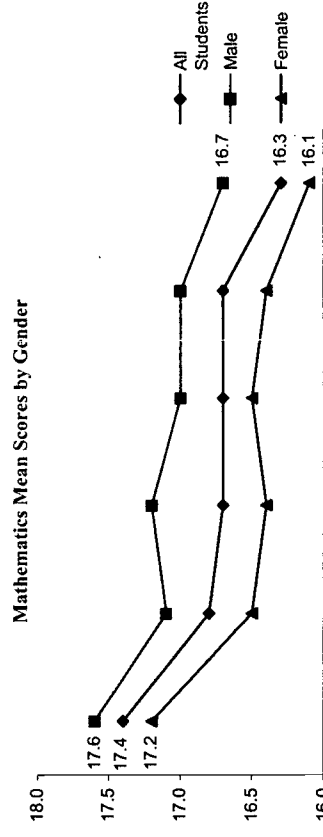 Mathematics Mean Scores by Gender
18.0
17.5
17.0
16.5
16.0
17.6
17.4
17.2
16.7
16.3
16.1
All
Students
Male
Female